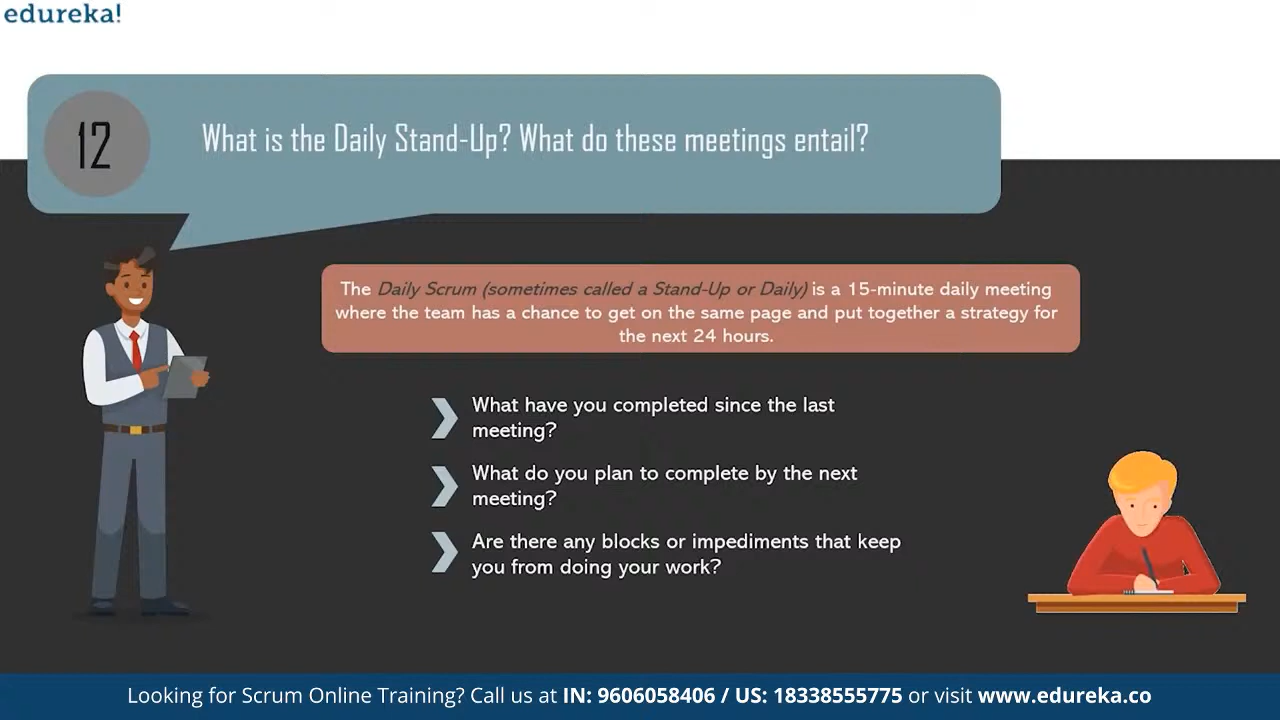 edureka!
12
What is the Daily Stand-Up? What do these meetings entail?
The Daily Scrum (sometimes called a Stand-Up or Daily) is a 15-minute daily meeting
where the team has a chance to get on the same page and put together a strategy for
the next 24 hours.
What have you completed since the last
meeting?
What do you plan to complete by the next
meeting?
Are there any blocks or impediments that keep
you from doing your work?
Looking for Scrum Online Training? Call us at IN: 9606058406 / US: 18338555775 or visit www.edureka.co